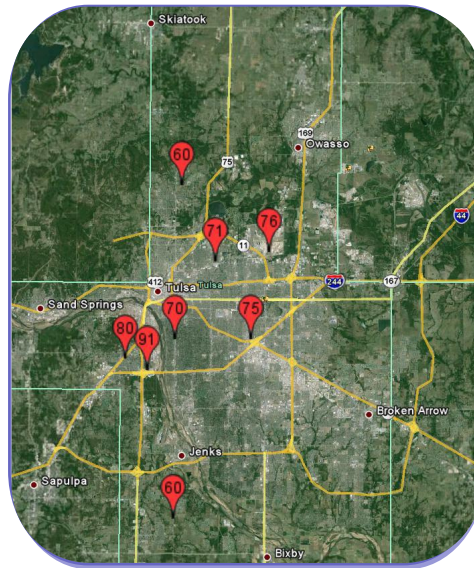 Skiatook
169
Owasso
75
60
44
76
71
11
412
Tulsa
Tulsa
244
167
Sand Springs
70
75
80
91
Broken Arrow
Jenks
Sapulpa
60
Bixby